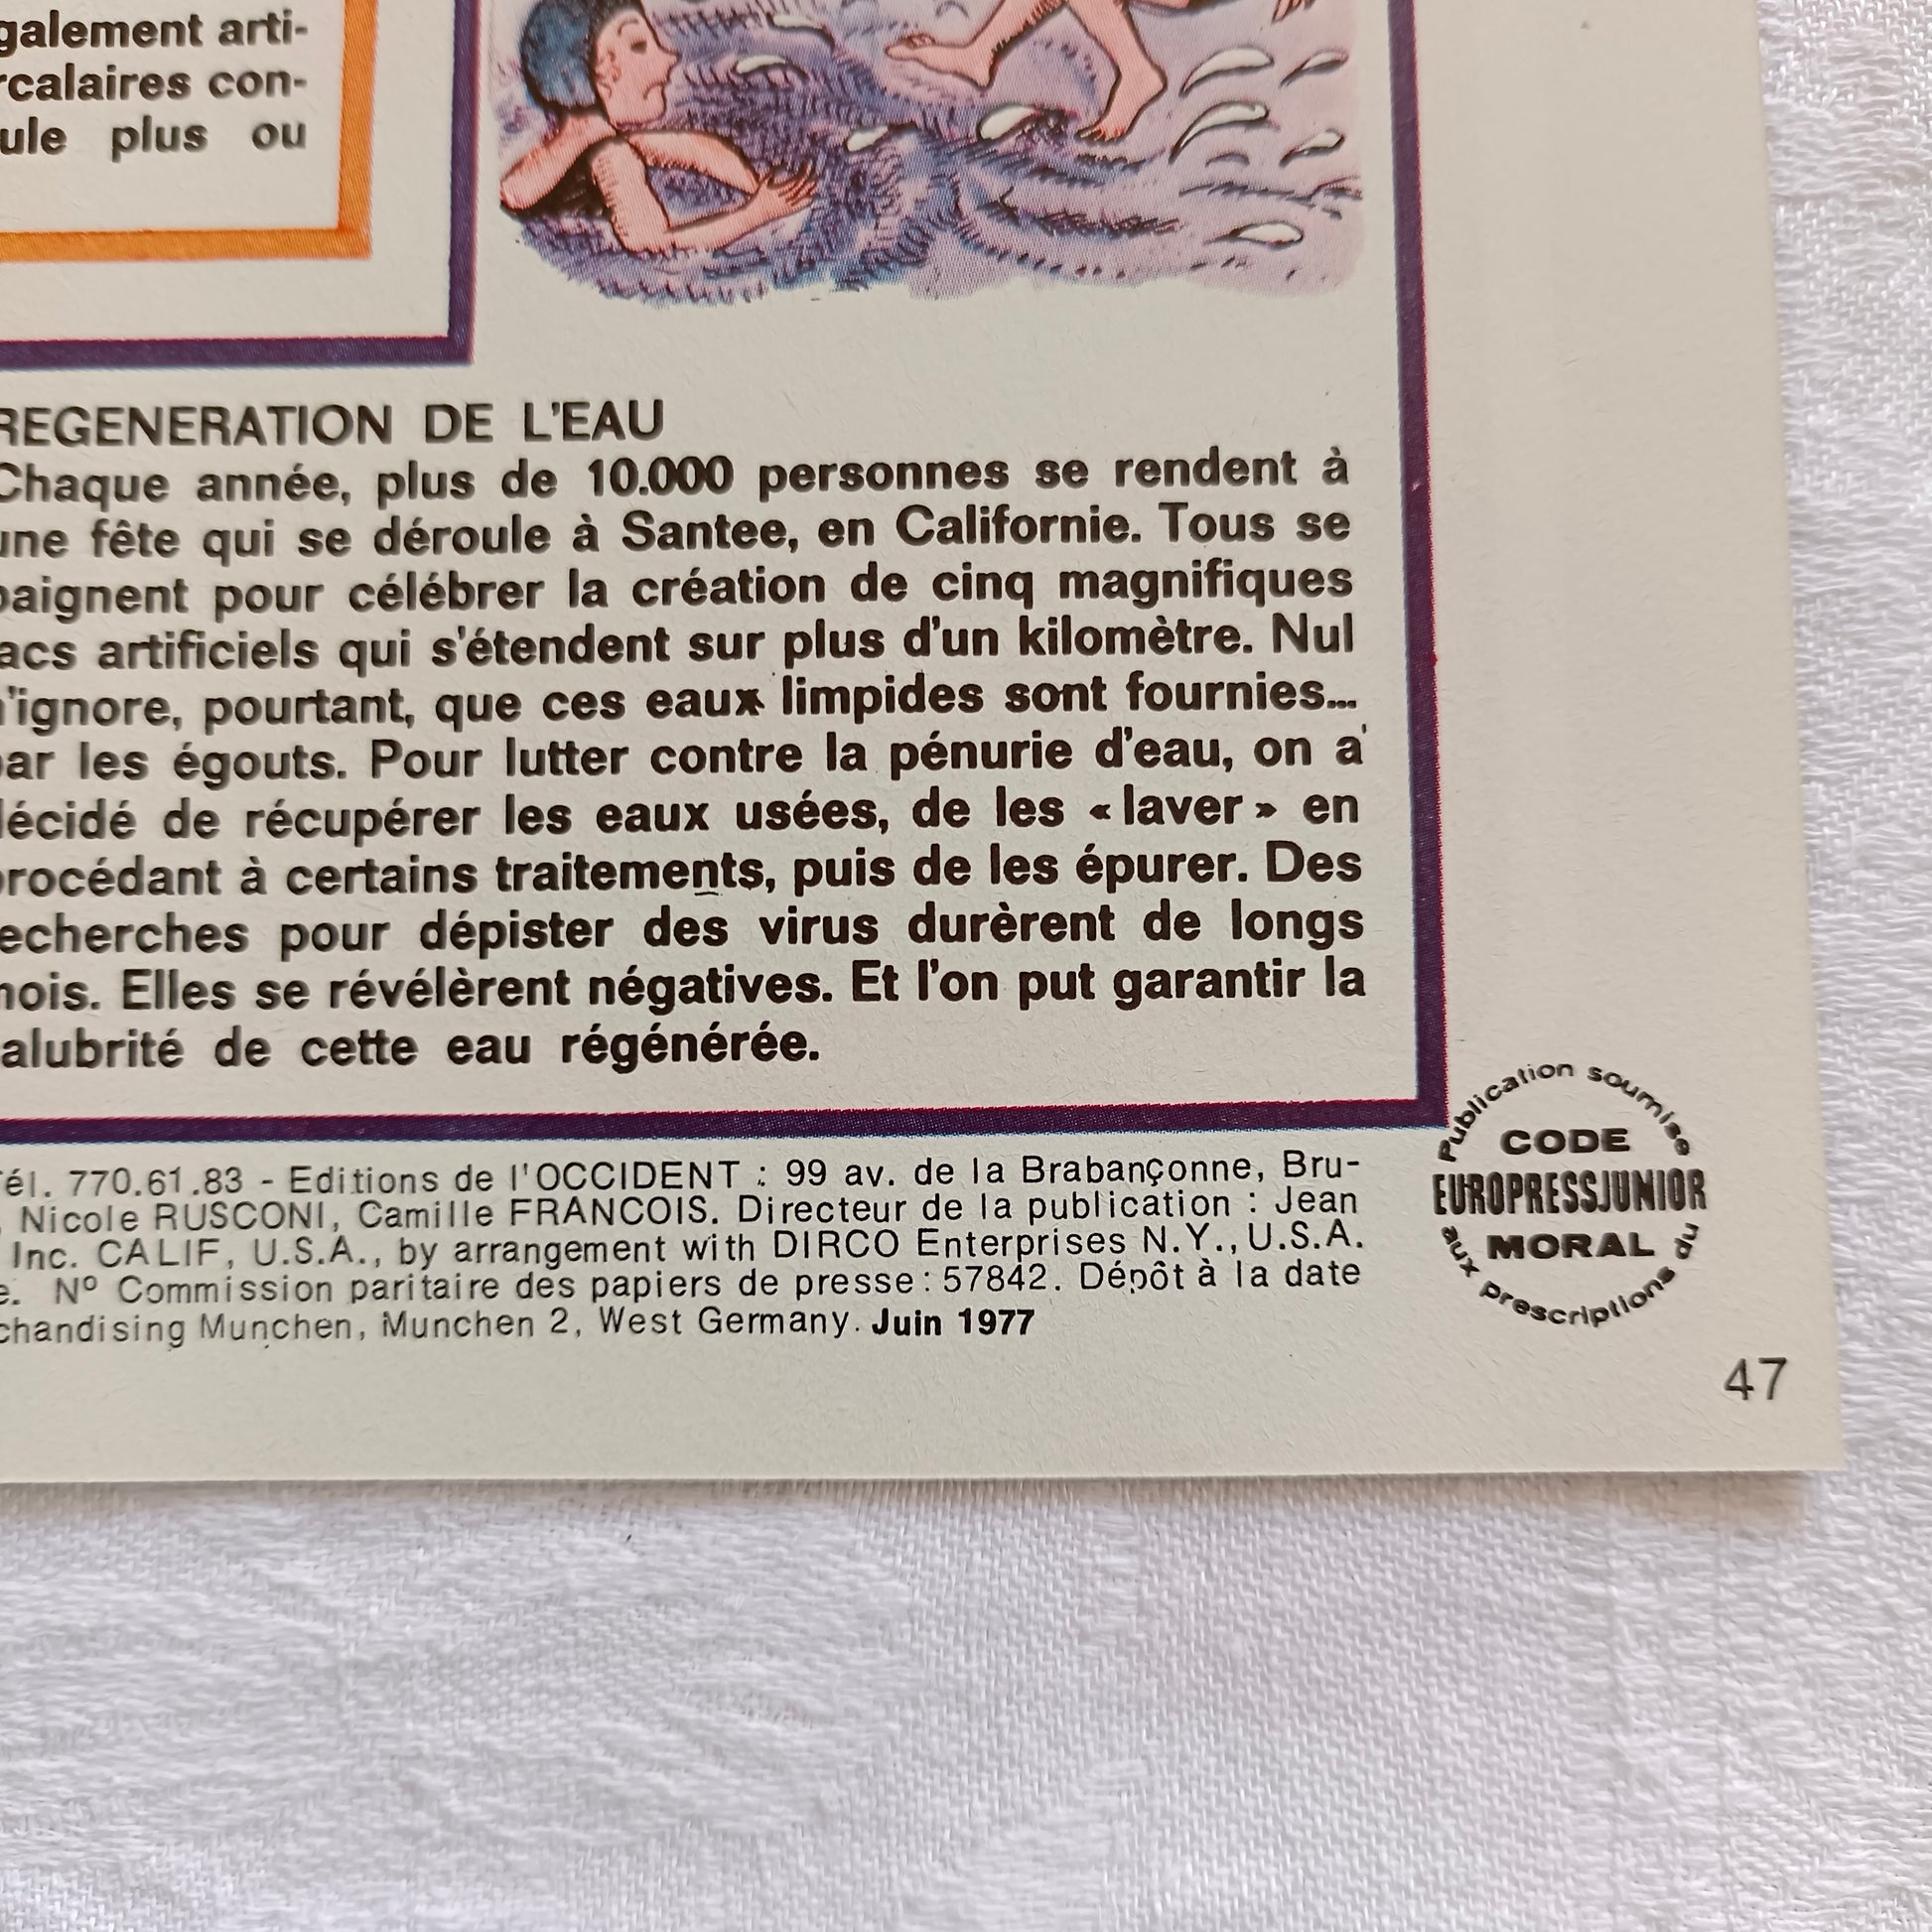 galement arti-
rcalaires con-
ule plus ou
REGENERATION DE L'EAU
Chaque année, plus de 10.000 personnes se rendent à
une fête qui se déroule à Santee, en Californie. Tous se
baignent pour célébrer la création de cinq magnifiques
lacs artificiels qui s'étendent sur plus d'un kilomètre. Nul
n'ignore, pourtant, que ces eaux limpides sont fournies...
par les égouts. Pour lutter contre la pénurie d'eau, on a
décidé de récupérer les eaux usées, de les « laver » en
procédant à certains traitements, puis de les épurer. Des
recherches pour dépister des virus durèrent de longs
mois. Elles se révélèrent négatives. Et l'on put garantir la
alubrité de cette eau régénérée.
Tél. 770.61.83 - Editions de l'OCCIDENT : 99 av. de la Brabançonne, Bru-
, Nicole RUSCONI, Camille FRANCOIS. Directeur de la publication : Jean
Inc. CALIF, U.S.A., by arrangement with DIRCO Enterprises N.Y., U.S.A.
e. Nº Commission paritaire des papiers de presse : 57842. Dépôt à la date
chandising Munchen, Munchen 2, West Germany. Juin 1977
Publication soumise
CODE
EUROPRESSJUNIOR
MORAL
aux prescriptions du
47